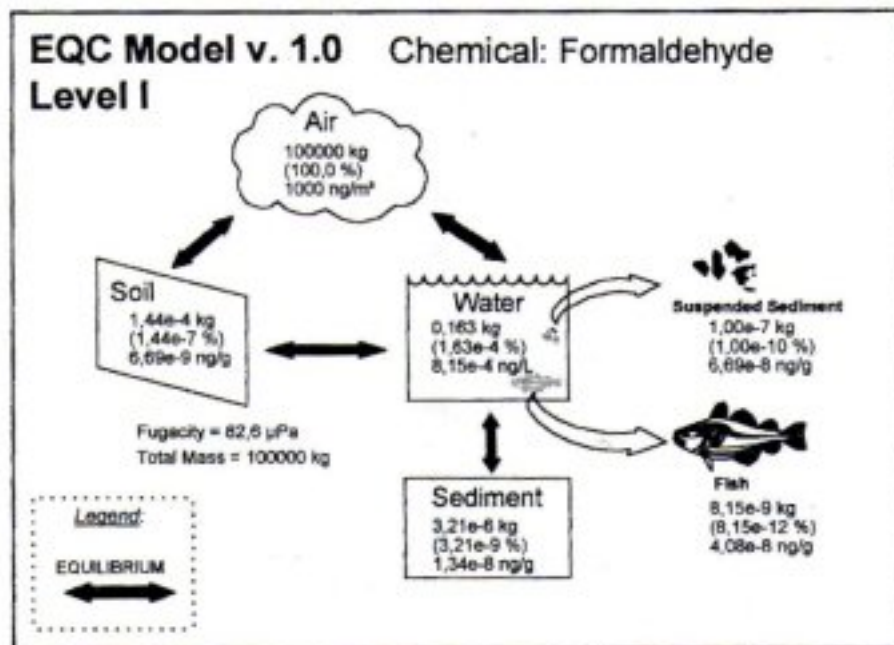 EQC Model v. 1.0 Chemical: Formaldehyde
Level I
Air
100000 kg
(100,0 %)
1000 ng/m³
Soil
1,44e-4 kg
(1,44e-7 %)
6,69e-9 ng/g
Water
0,163 kg
(1,63e-4 %)
8,15e-4 ng/L
Suspended Sediment
1,00e-7 kg
(1,00e-10 %)
6,69e-8 ng/g
Fugacity = 82,6 µPa
Total Mass = 100000 kg
Sediment
3,21e-6 kg
(3,21e-9 %)
1,34e-8 ng/g
Fish
8,15e-9 kg
(8,15e-12 %)
4,08e-8 ng/g
Legend:
EQUILIBRIUM